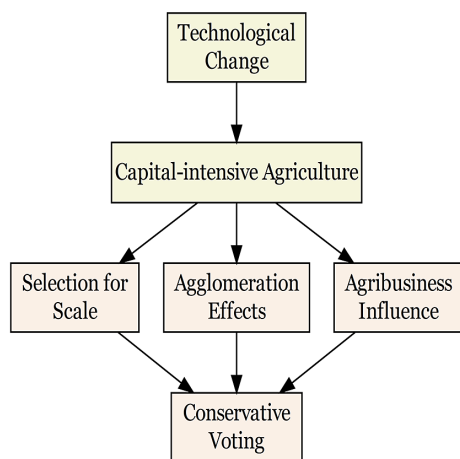 Technological
Change
Capital-intensive Agriculture
Selection for
Scale
Agglomeration
Effects
Agribusiness
Influence
Conservative
Voting